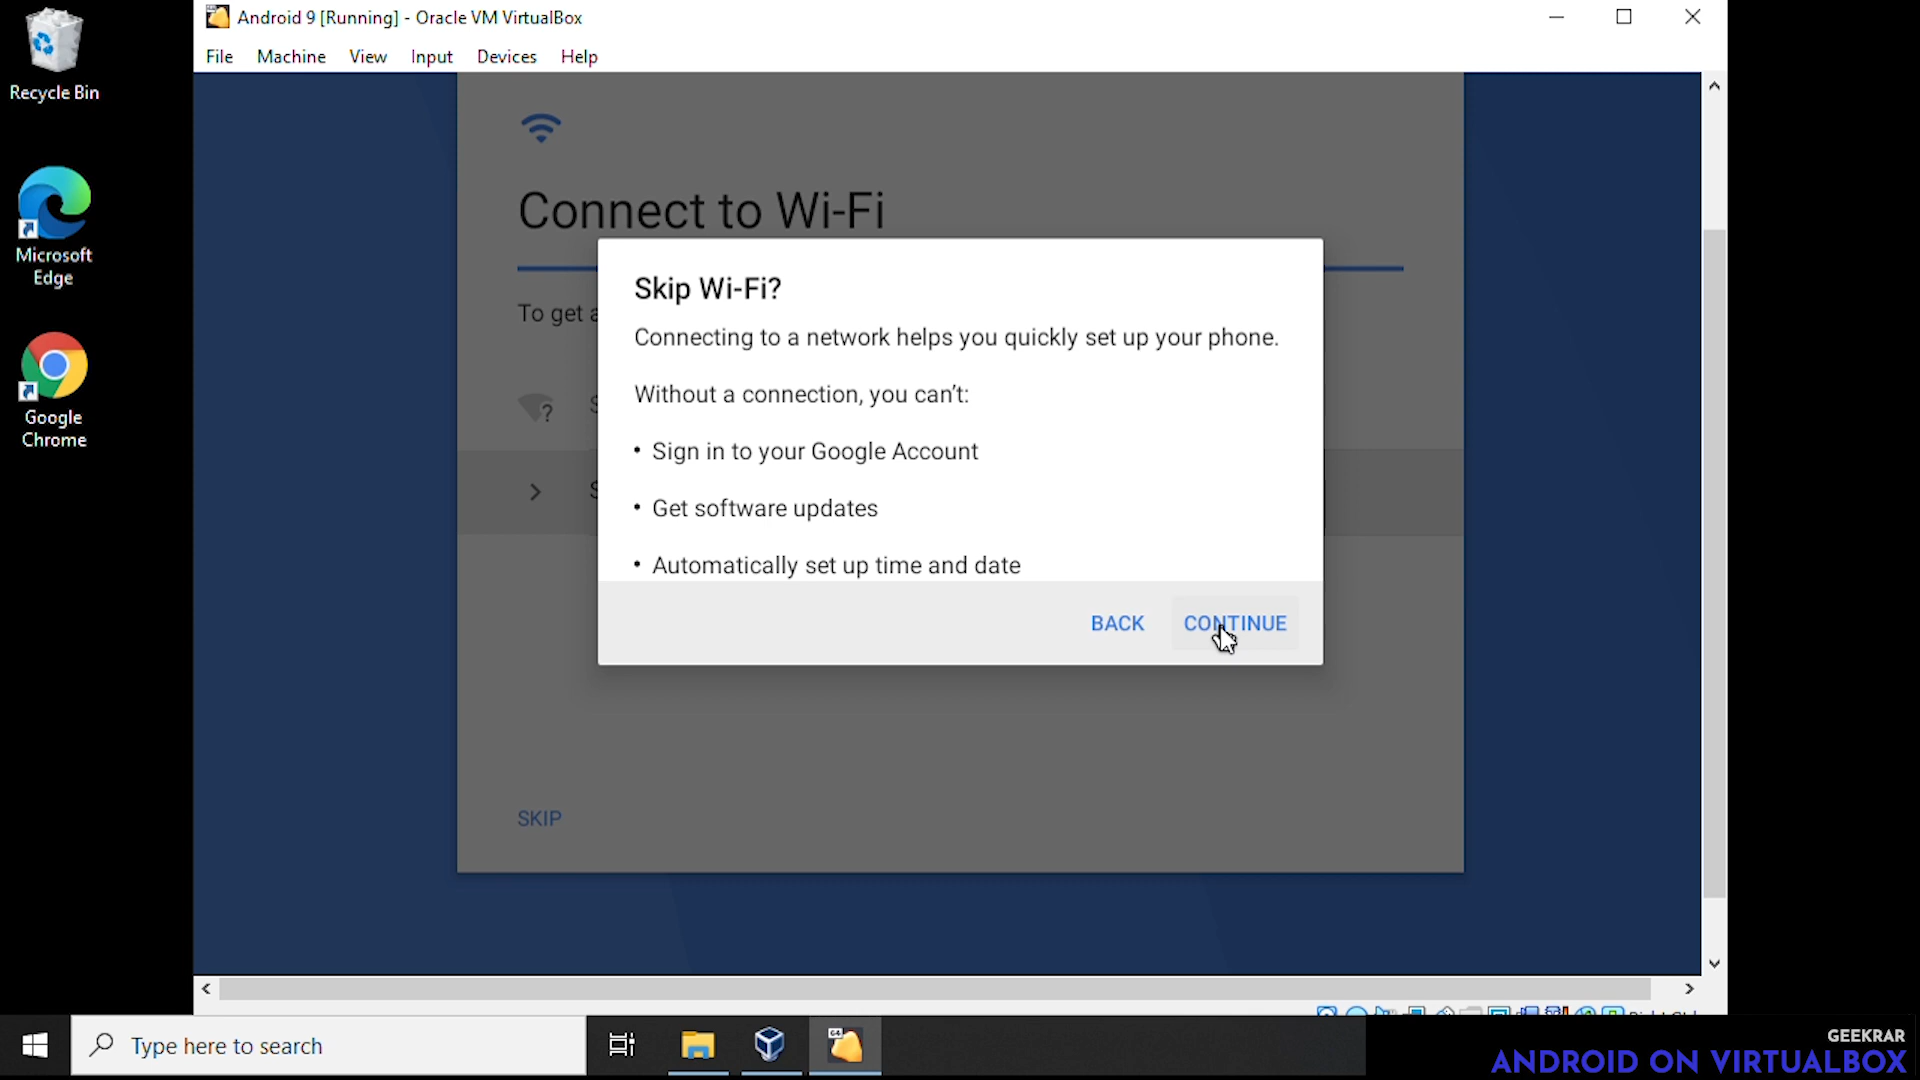 Android 9 [Running] - Oracle VM VirtualBox
File Machine View Input Devices Help
Recycle Bin
Microsoft
Edge
Google
Chrome
Connect to Wi-Fi
To get
Skip Wi-Fi?
Connecting to a network helps you quickly set up your phone.
Without a connection, you can't:
• Sign in to your Google Account
• Get software updates
• Automatically set up time and date
BACK CONTINUE
SKIP
Type here to search
64
GEEKRAR
ANDROID ON VIRTUALBOX